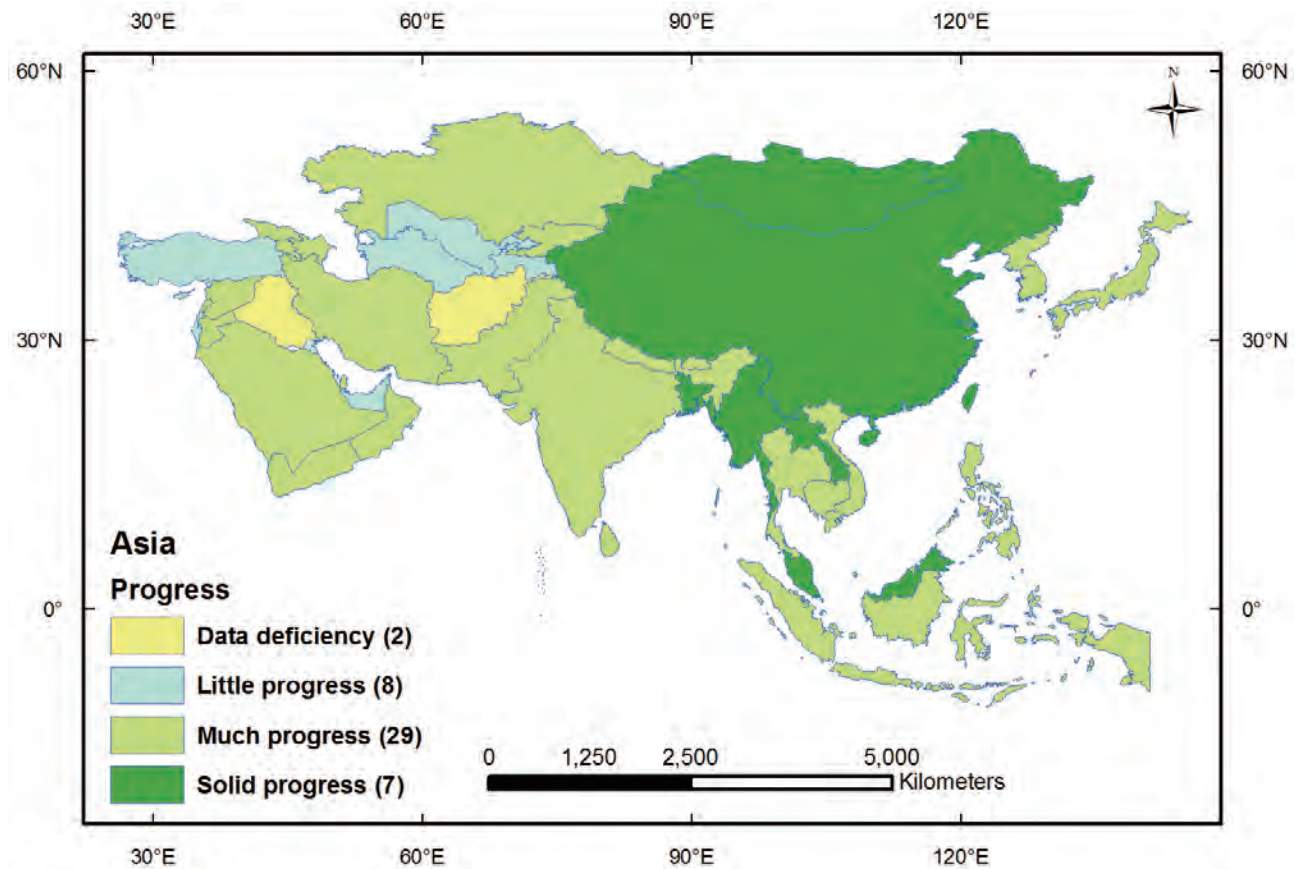 30°E 60°E 90°E 120°E
60°N 60°N
N
30°N 30°N
Asia
Progress
0° 0°
Data deficiency (2)
Little progress (8)
Much progress (29)
0 1,250 2,500 5,000
Kilometers
Solid progress (7)
30°E 60°E 90°E 120°E